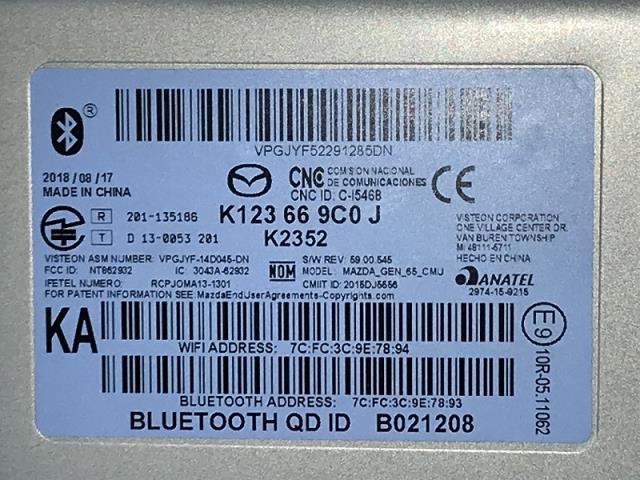 ®
VPGJYF52291285DN
2018/08/17
MADE IN CHINA
CNC COMISION NACIONAL
DE COMUNICACIONES
CNC ID: C-15468
CE
R 201-135186
K123 66 9C0 J
T D 13-0053 201
K2352
VISTEON CORPORATION
ONE VILLAGE CENTER DR.
VAN BUREN TOWNSHIP
MI 48111-5711
HECHO EN CHINA
VISTEON ASM NUMBER: VPGJYF-14D045-DN
S/W REV: 59.00.545
FCC ID: NT862932 IC: 3043A-62932
NOM
MODEL: MAZDA_GEN_65_CMU
IFETEL NUMERO: RCPJOMA13-1301
CMIIT ID: 2015DJ5556
ANATEL
2974-15-9215
FOR PATENT INFORMATION SEE: MazdaEndUserAgreements-Copyrights.com
KA
WIFI ADDRESS: 7C:FC:3C:9E:78:94
E9
10R-05.11062
BLUETOOTH ADDRESS: 7C:FC:3C:9E:78:93
BLUETOOTH QD ID B021208